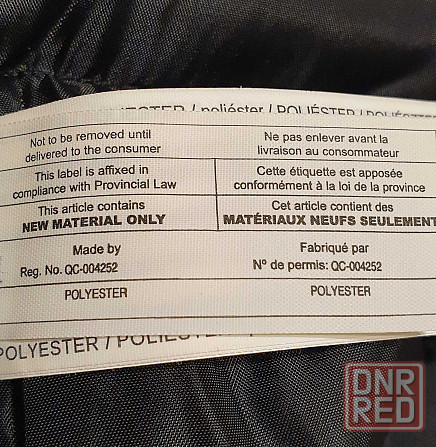 POLYESTER / poliéster / POLIÉSTER / POLIÉSTER
Not to be removed until
delivered to the consumer
Ne pas enlever avant la
livraison au consommateur
This label is affixed in
compliance with Provincial Law
Cette étiquette est apposée
conformément à la loi de la province
This article contains
NEW MATERIAL ONLY
Cet article contient des
MATÉRIAUX NEUFS SEULEMENT
Made by
Reg. No. QC-004252
Fabriqué par
N° de permis: QC-004252
POLYESTER
POLYESTER
POLYESTER / POLIÉSTER
DNR
RED